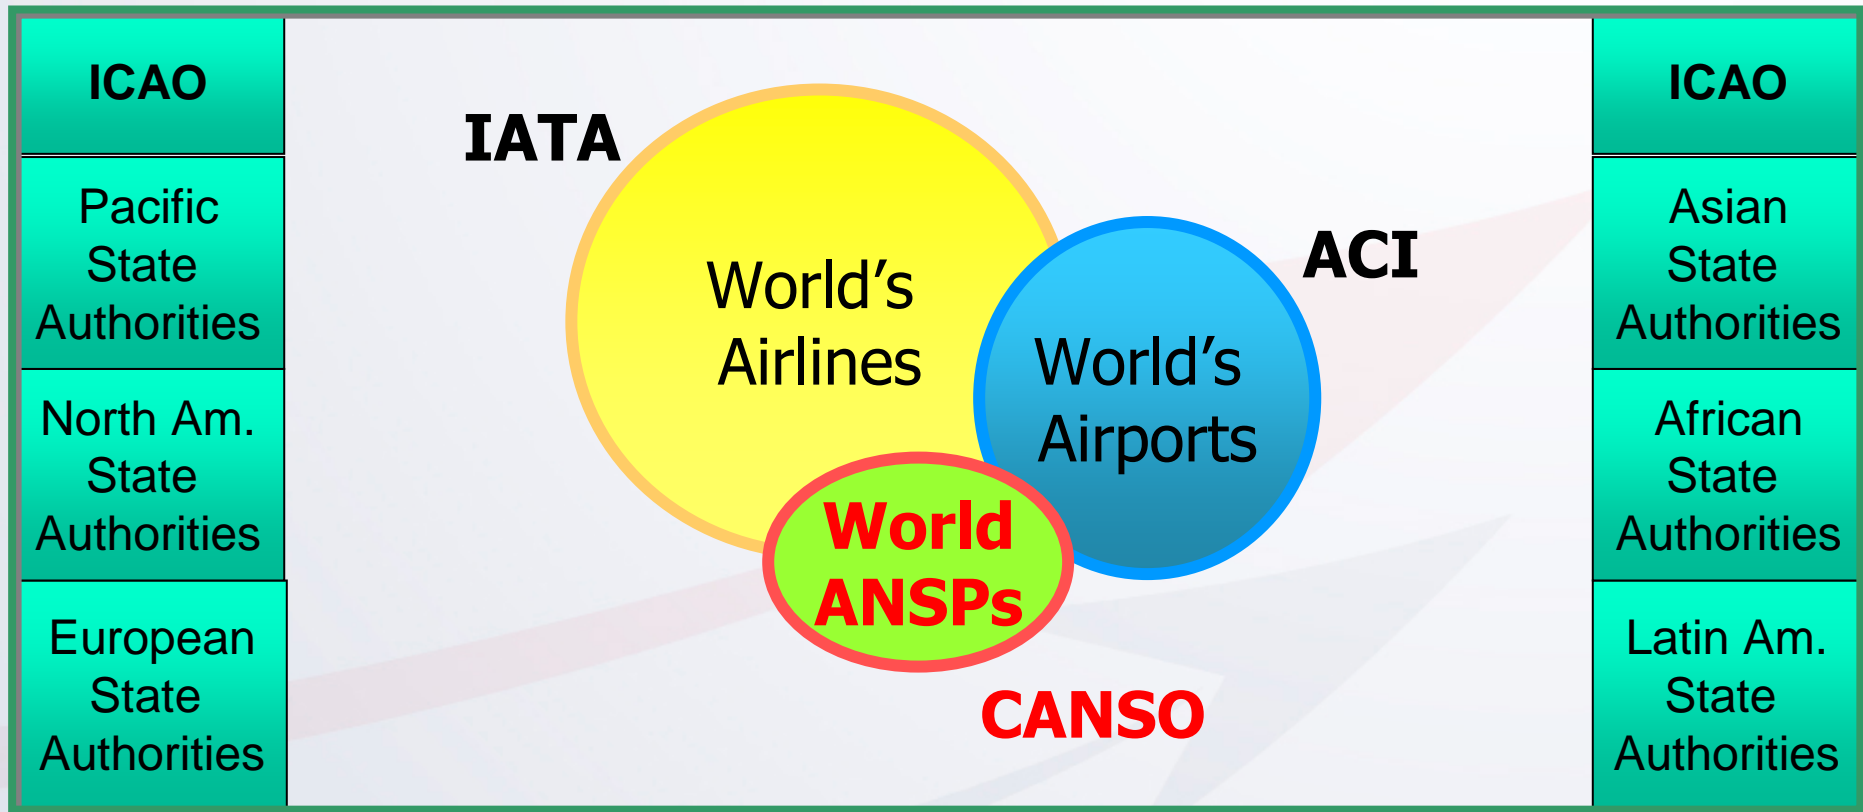 ICAO
Pacific
State
Authorities
North Am.
State
Authorities
European
State
Authorities
IATA
World’s
Airlines
ACI
World’s
Airports
World
ANSPs
CANSO
ICAO
Asian
State
Authorities
African
State
Authorities
Latin Am.
State
Authorities